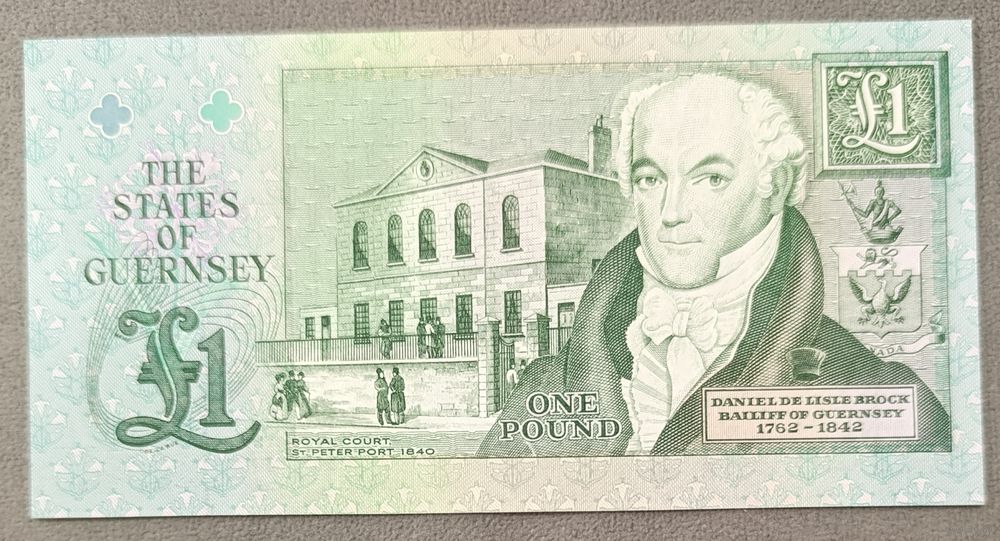 THE
STATES
OF
GUERNSEY
£1
£1
ROYAL COURT.
ST. PETER PORT 1840
ONE
POUND
DANIEL DE LISLE BROCK
BAILIFF OF GUERNSEY
1762 – 1842